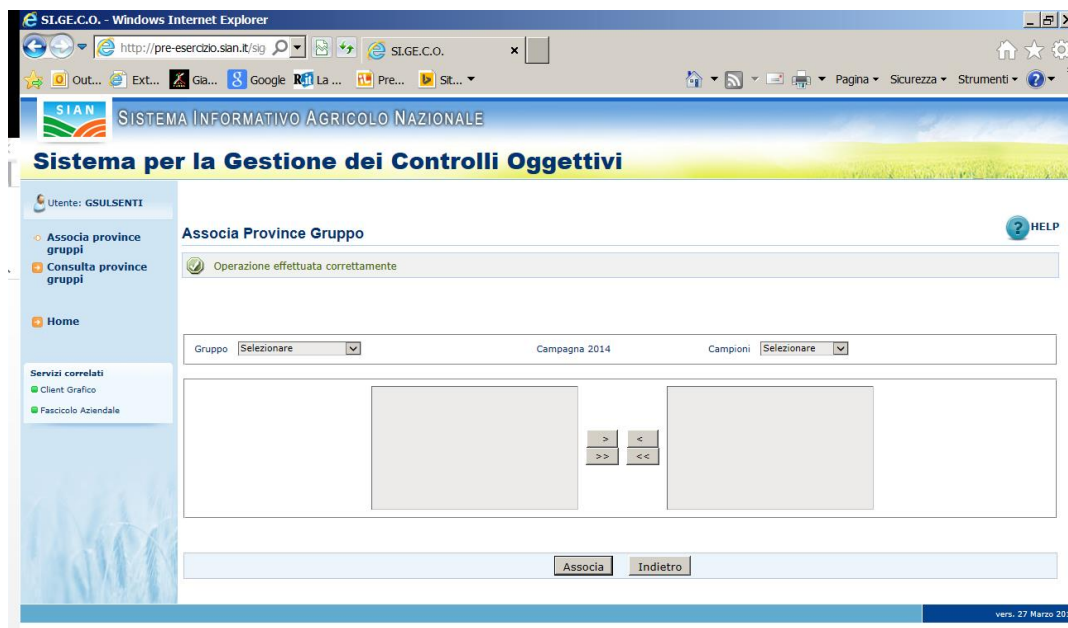 SI.GE.C.O. - Windows Internet Explorer
http://pre-esercizio.sian.it/sig
SI.GE.C.O.
Out... Ext... Gia... Google La ... Pre... Sit...
Pagina Sicurezza Strumenti
SIAN
SISTEMA INFORMATIVO AGRICOLO NAZIONALE
Sistema per la Gestione dei Controlli Oggettivi
Utente: GSULSENTI
HELP
Associa Province Gruppo
Associa province
gruppi
Consulta province
gruppi
Operazione effettuata correttamente
Home
Gruppo Selezionare Campagna 2014 Campioni Selezionare
Servizi correlati
Client Grafico
Fascicolo Aziendale
> <
>> <<
Associa Indietro
vers. 27 Marzo 20